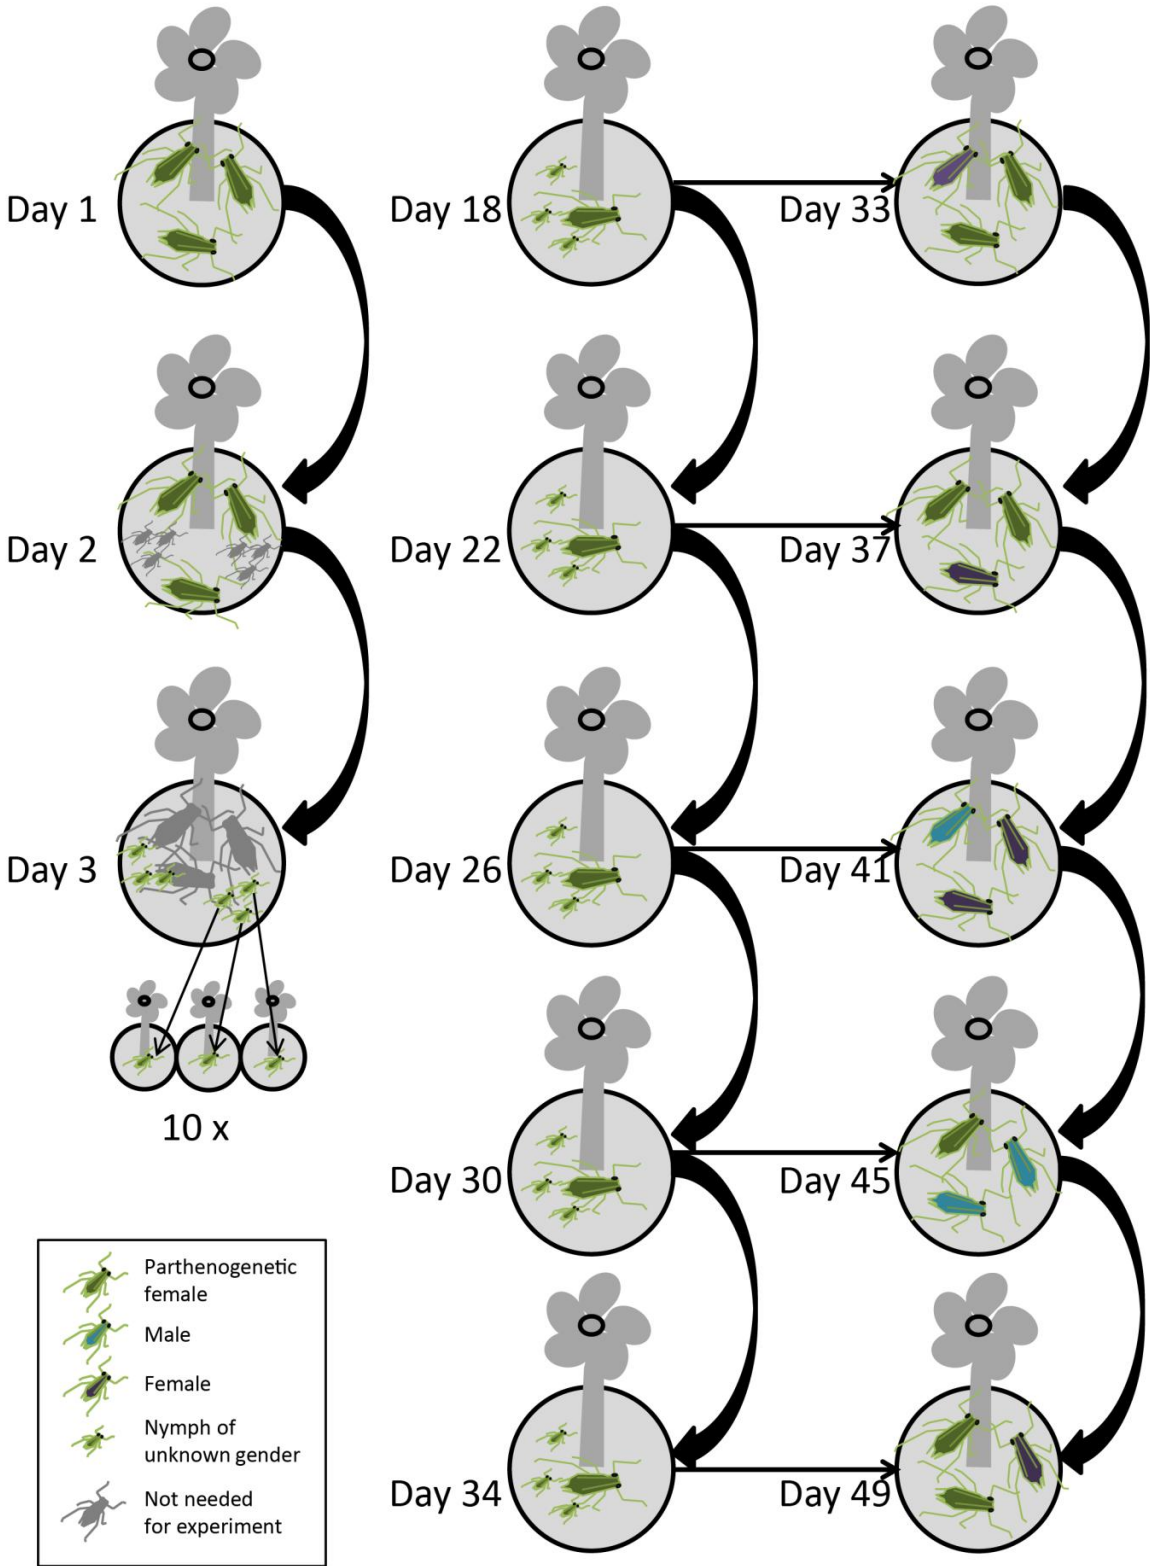 Day 1
Day 18
Day 33
Day 2
Day 22
Day 37
Day 3
Day 26
Day 41
10 x
Day 30
Day 45
Day 34
Day 49
Parthenogenetic
female
Male
Female
Nymph of
unknown gender
Not needed
for experiment